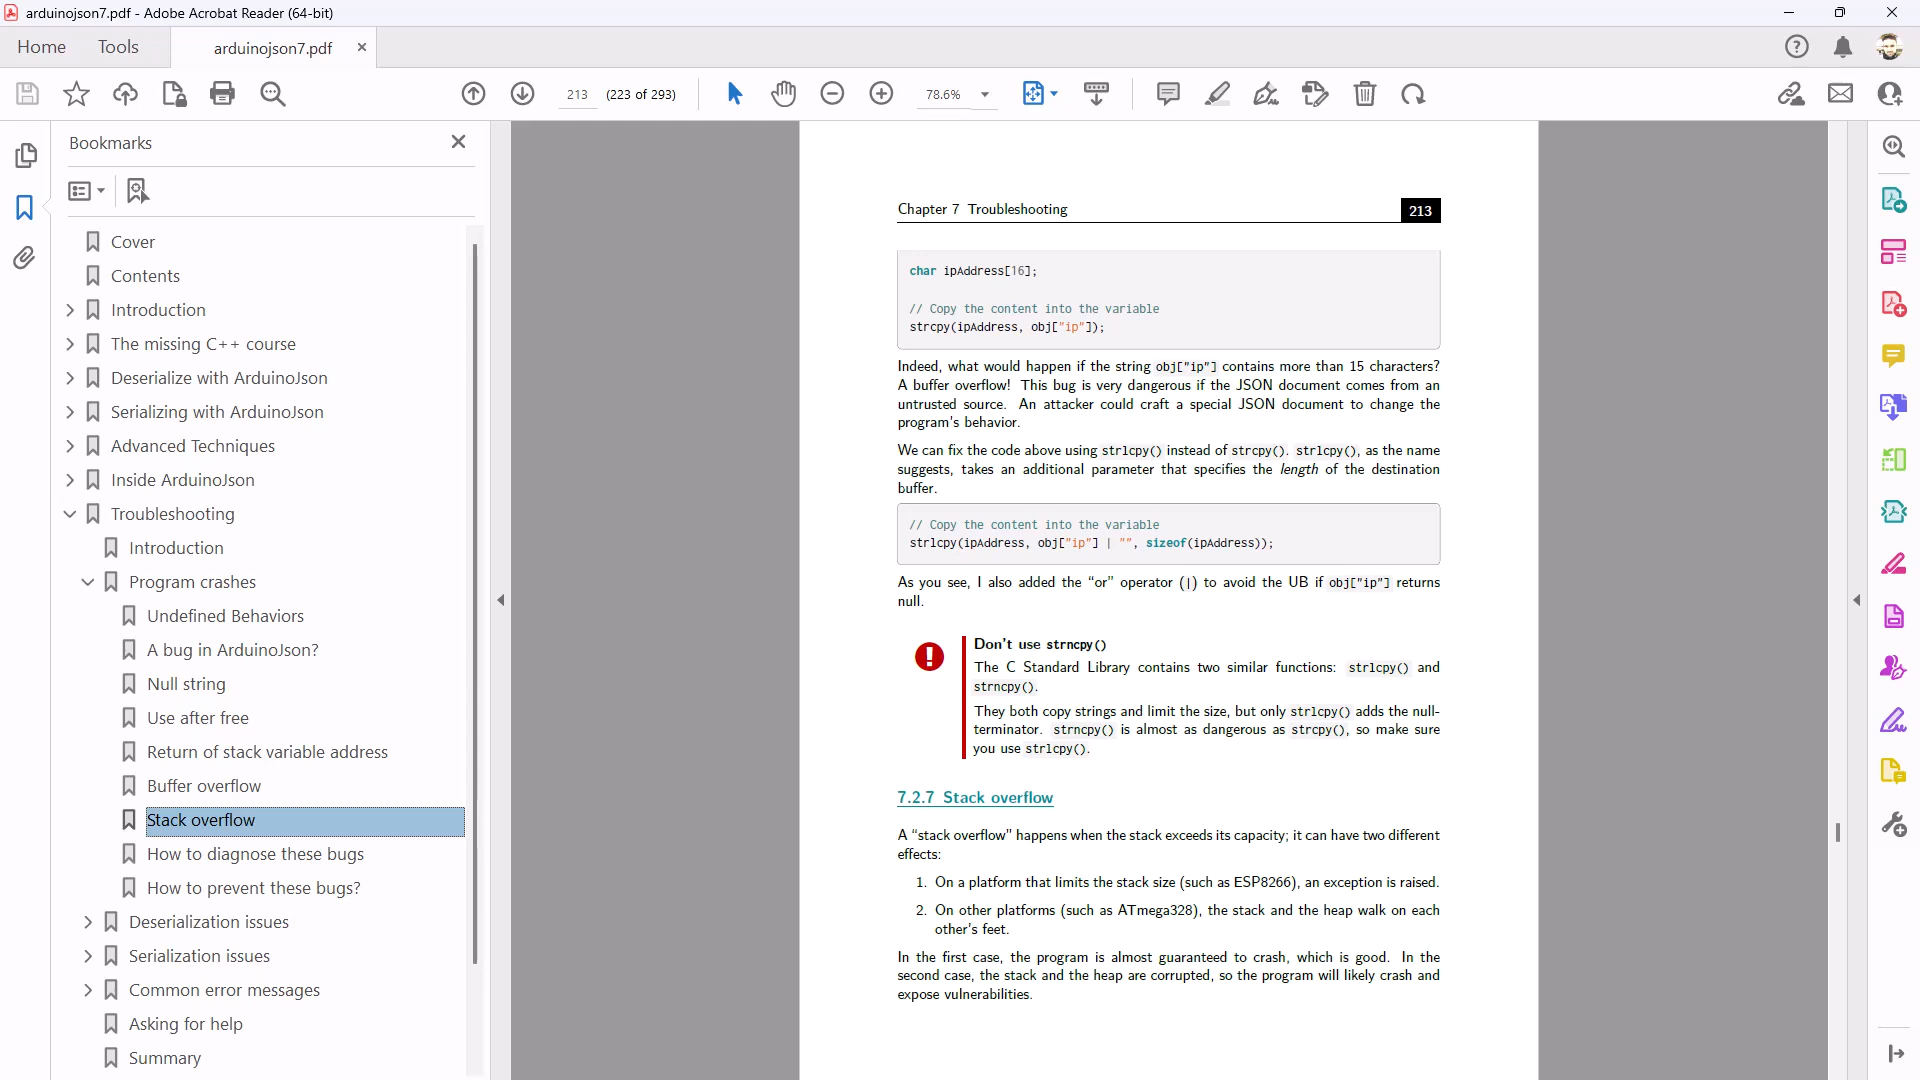 arduinojson7.pdf - Adobe Acrobat Reader (64-bit)
Home Tools arduinojson7.pdf
213 (223 of 293) 78.6%
Bookmarks
Cover
Contents
Introduction
The missing C++ course
Deserialize with ArduinoJson
Serializing with ArduinoJson
Advanced Techniques
Inside ArduinoJson
Troubleshooting
Introduction
Program crashes
Undefined Behaviors
A bug in ArduinoJson?
Null string
Use after free
Return of stack variable address
Buffer overflow
Stack overflow
How to diagnose these bugs
How to prevent these bugs?
Deserialization issues
Serialization issues
Common error messages
Asking for help
Summary
Chapter 7 Troubleshooting 213
char ipAddress[16];
// Copy the content into the variable
strcpy(ipAddress, obj["ip"]);
Indeed, what would happen if the string obj["ip"] contains more than 15 characters?
A buffer overflow! This bug is very dangerous if the JSON document comes from an
untrusted source. An attacker could craft a special JSON document to change the
program's behavior.
We can fix the code above using strlcpy() instead of strcpy(). strlcpy(), as the name
suggests, takes an additional parameter that specifies the length of the destination
buffer.
// Copy the content into the variable
strlcpy(ipAddress, obj["ip"] | "", sizeof(ipAddress));
As you see, I also added the “or” operator (|) to avoid the UB if obj["ip"] returns
null.
Don't use strncpy()
The C Standard Library contains two similar functions: strlcpy() and
strncpy().
They both copy strings and limit the size, but only strlcpy() adds the null-
terminator. strncpy() is almost as dangerous as strcpy(), so make sure
you use strlcpy().
7.2.7 Stack overflow
A “stack overflow” happens when the stack exceeds its capacity; it can have two different
effects:
1. On a platform that limits the stack size (such as ESP8266), an exception is raised.
2. On other platforms (such as ATmega328), the stack and the heap walk on each
other's feet.
In the first case, the program is almost guaranteed to crash, which is good. In the
second case, the stack and the heap are corrupted, so the program will likely crash and
expose vulnerabilities.